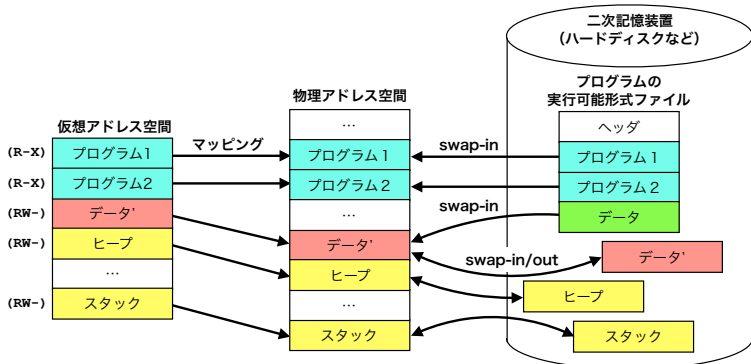 二次記憶装置
（ハードディスクなど）
プログラムの
実行可能形式ファイル
ヘッダ
プログラム１
プログラム２
データ
データ’
ヒープ
スタック
物理アドレス空間
…
プログラム１
プログラム２
…
データ’
ヒープ
…
スタック
仮想アドレス空間
(R-X)
プログラム1
(R-X)
プログラム2
(RW-)
データ’
(RW-)
ヒープ
…
(RW-)
スタック
マッピング
swap-in
swap-in
swap-in/out